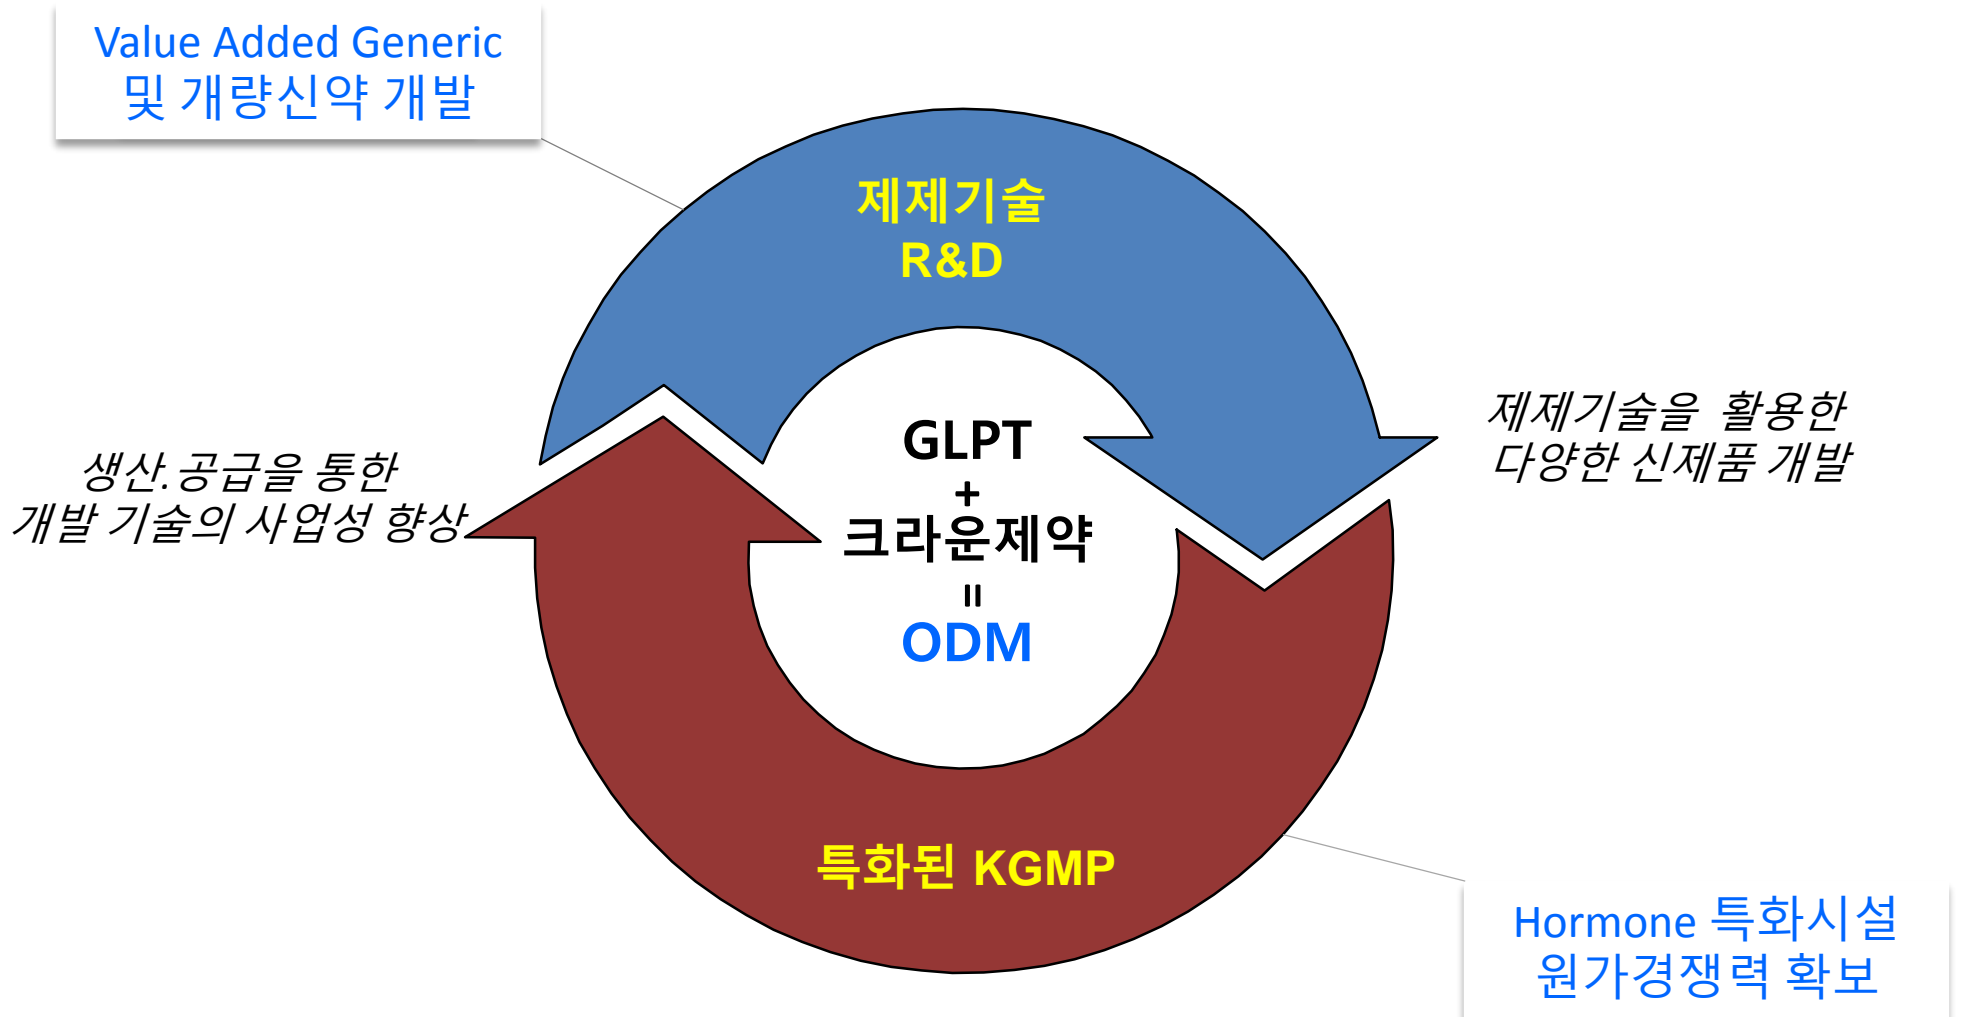 Value Added Generic
및 개량신약 개발
제제기술
R&D
제제기술을 활용한
다양한 신제품 개발
생산.공급을 통한
개발 기술의 사업성 향상
GLPT
+
크라운제약
=
ODM
특화된 KGMP
Hormone 특화시설
원가경쟁력 확보